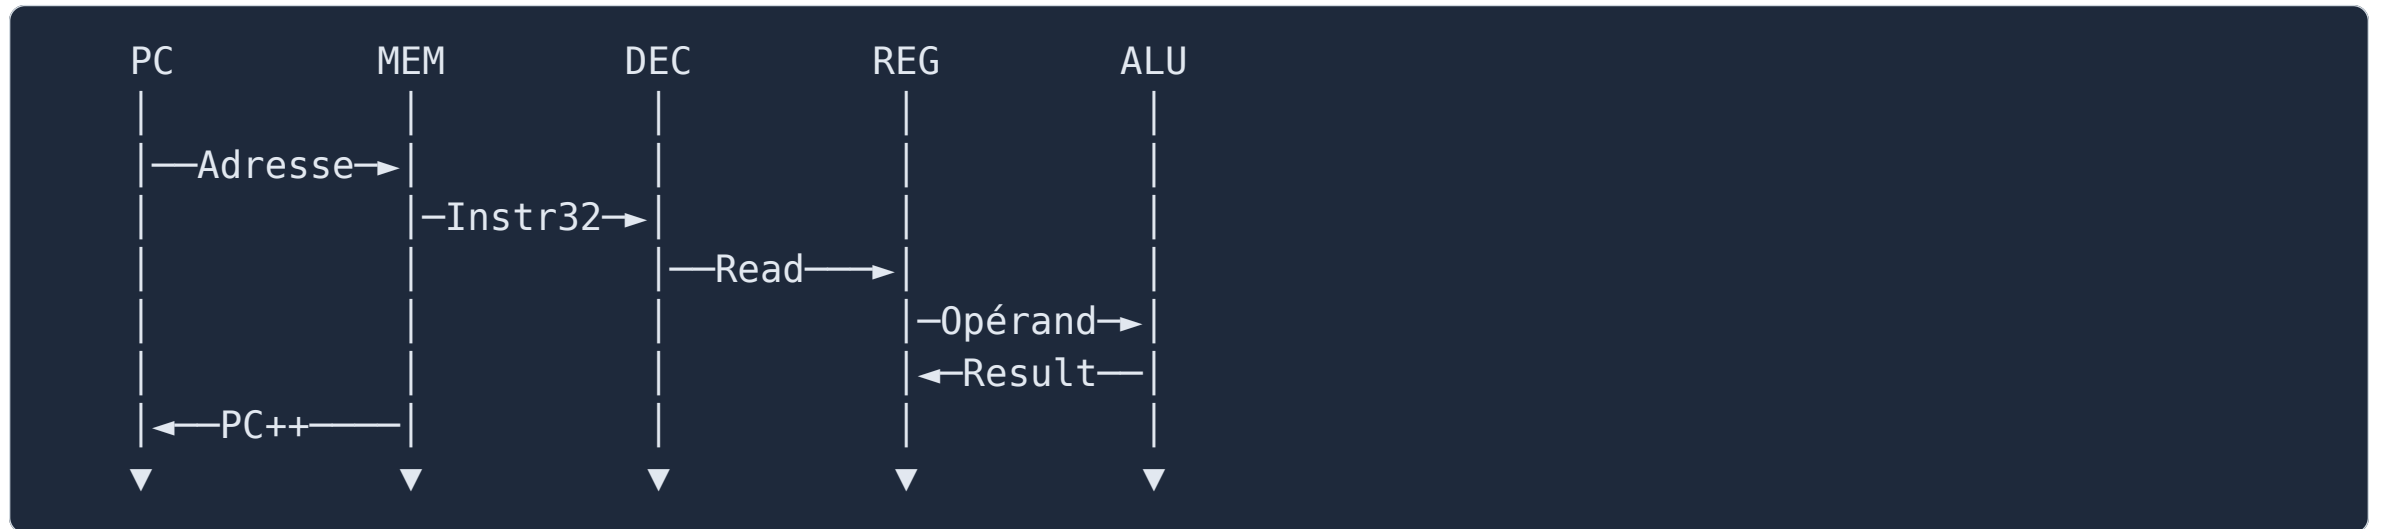 PC MEM DEC REG ALU
Adresse
Instr32
Read
Opérand
Result
PC++